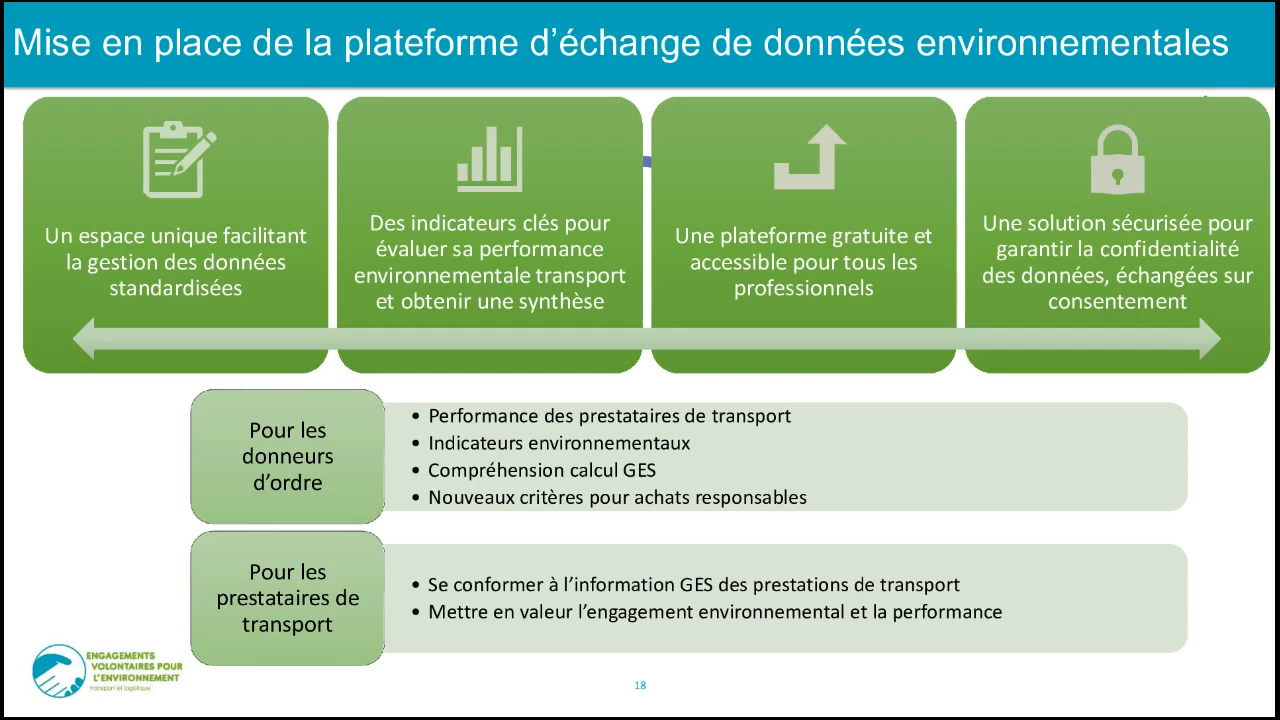 Mise en place de la plateforme d’échange de données environnementales
Un espace unique facilitant
la gestion des données
standardisées
Des indicateurs clés pour
évaluer sa performance
environnementale transport
et obtenir une synthèse
Une plateforme gratuite et
accessible pour tous les
professionnels
Une solution sécurisée pour
garantir la confidentialité
des données, échangées sur
consentement
Pour les
donneurs
d’ordre
• Performance des prestataires de transport
• Indicateurs environnementaux
• Compréhension calcul GES
• Nouveaux critères pour achats responsables
Pour les
prestataires de
transport
• Se conformer à l’information GES des prestations de transport
• Mettre en valeur l’engagement environnemental et la performance
ENGAGEMENTS
VOLONTAIRES POUR
L’ENVIRONNEMENT
transport et logistique
18